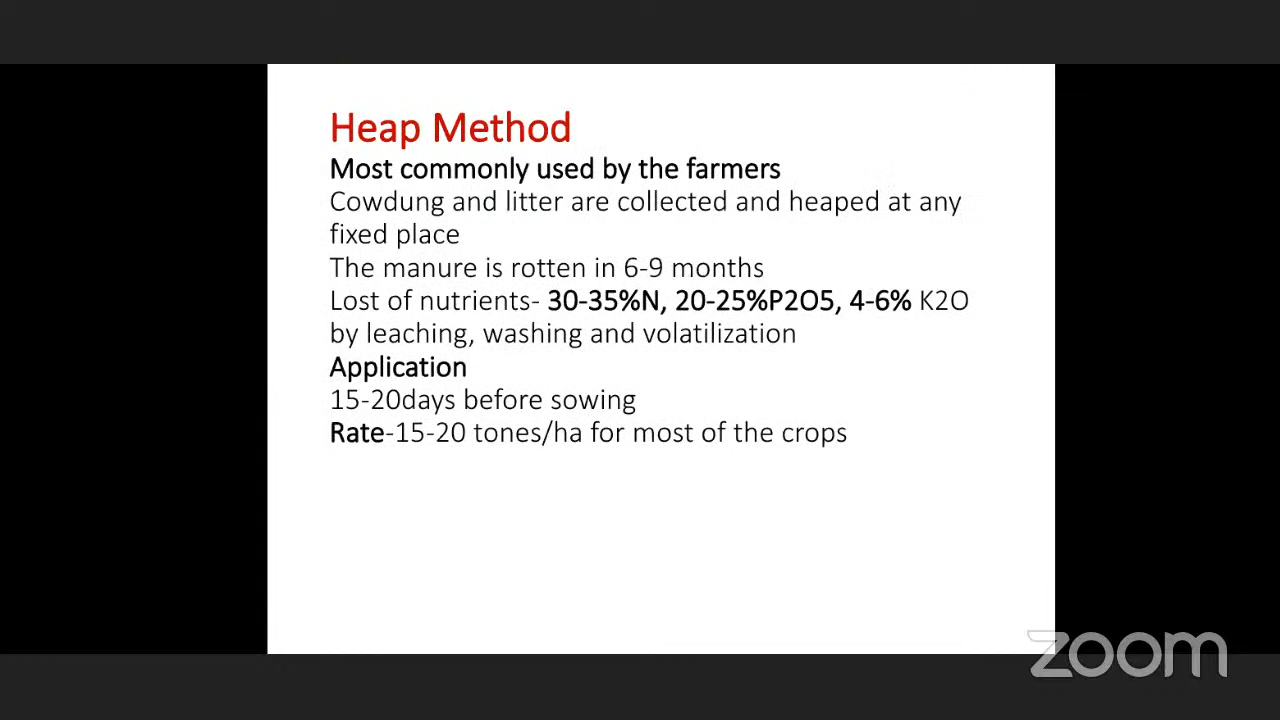 Heap Method
Most commonly used by the farmers
Cowdung and litter are collected and heaped at any
fixed place
The manure is rotten in 6-9 months
Lost of nutrients- 30-35%N, 20-25%P2O5, 4-6% K2O
by leaching, washing and volatilization
Application
15-20days before sowing
Rate-15-20 tones/ha for most of the crops
zoom